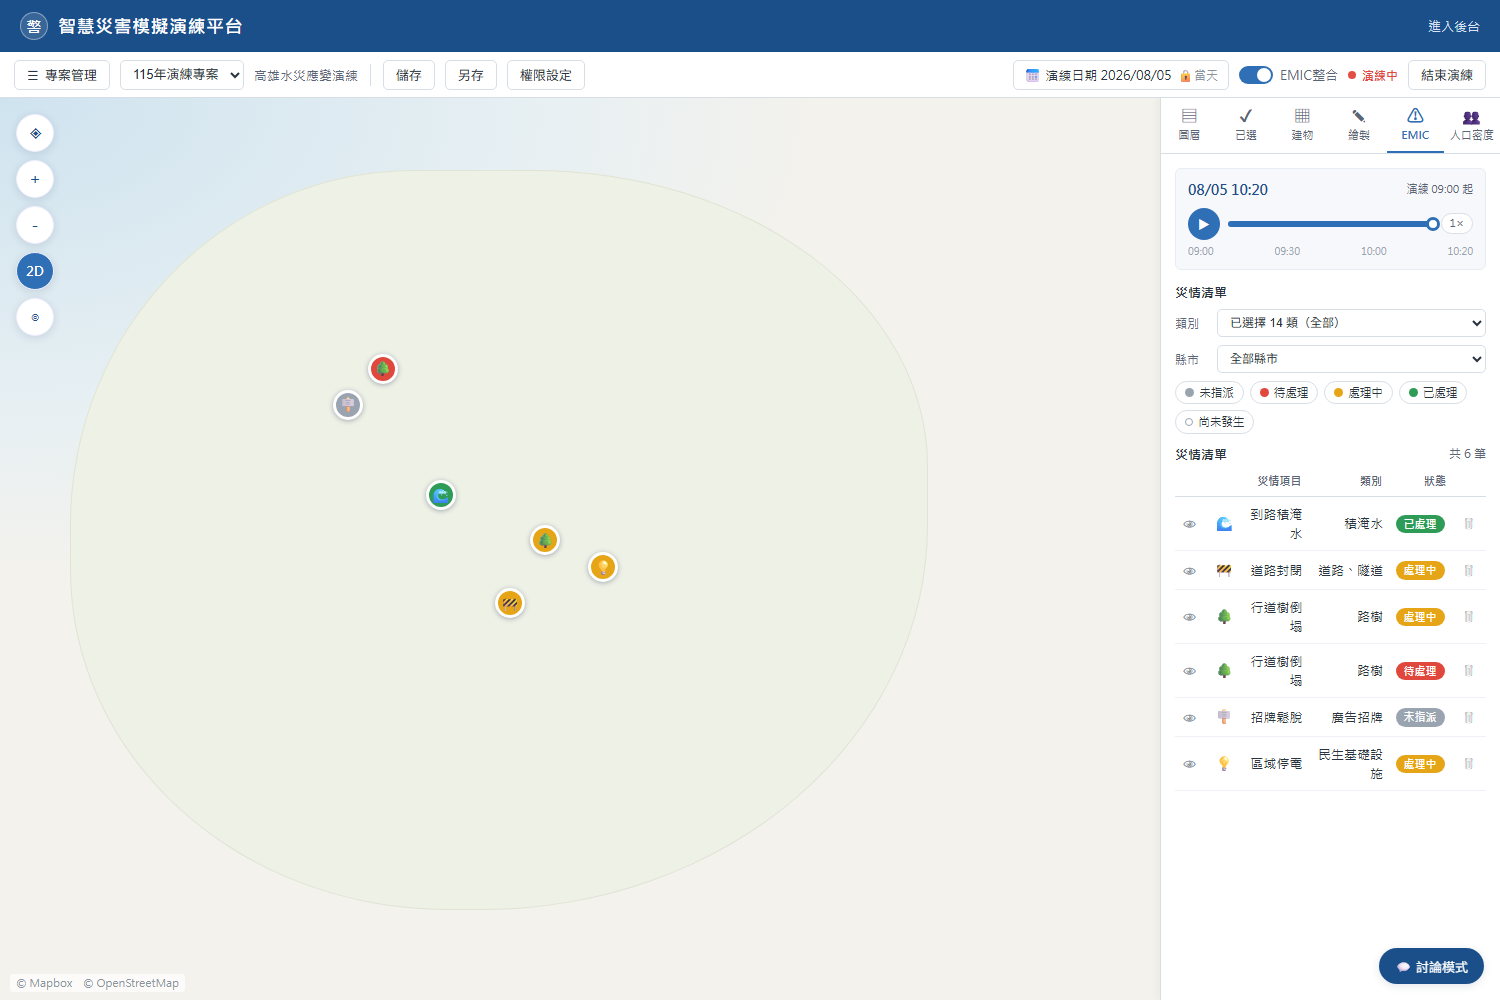 警 智慧災害模擬演練平台 進入後台
☰ 專案管理 115年演練專案 高雄水災應變演練 儲存 另存 權限設定 演練日期 2026/08/05 當天 EMIC整合 演練中 結束演練
圖層 已選 建物 繪製 EMIC 人口密度
+
-
2D
08/05 10:20 演練 09:00 起
1×
09:00 09:30 10:00 10:20
災情清單
類別 已選擇 14 類（全部）
縣市 全部縣市
未指派 待處理 處理中 已處理
尚未發生
災情清單 共 6 筆
災情項目 類別 狀態
到路積淹水 積淹水 已處理
道路封閉 道路、隧道 處理中
行道樹倒塌 路樹 處理中
行道樹倒塌 路樹 待處理
招牌鬆脫 廣告招牌 未指派
區域停電 民生基礎設施 處理中
討論模式
© Mapbox © OpenStreetMap